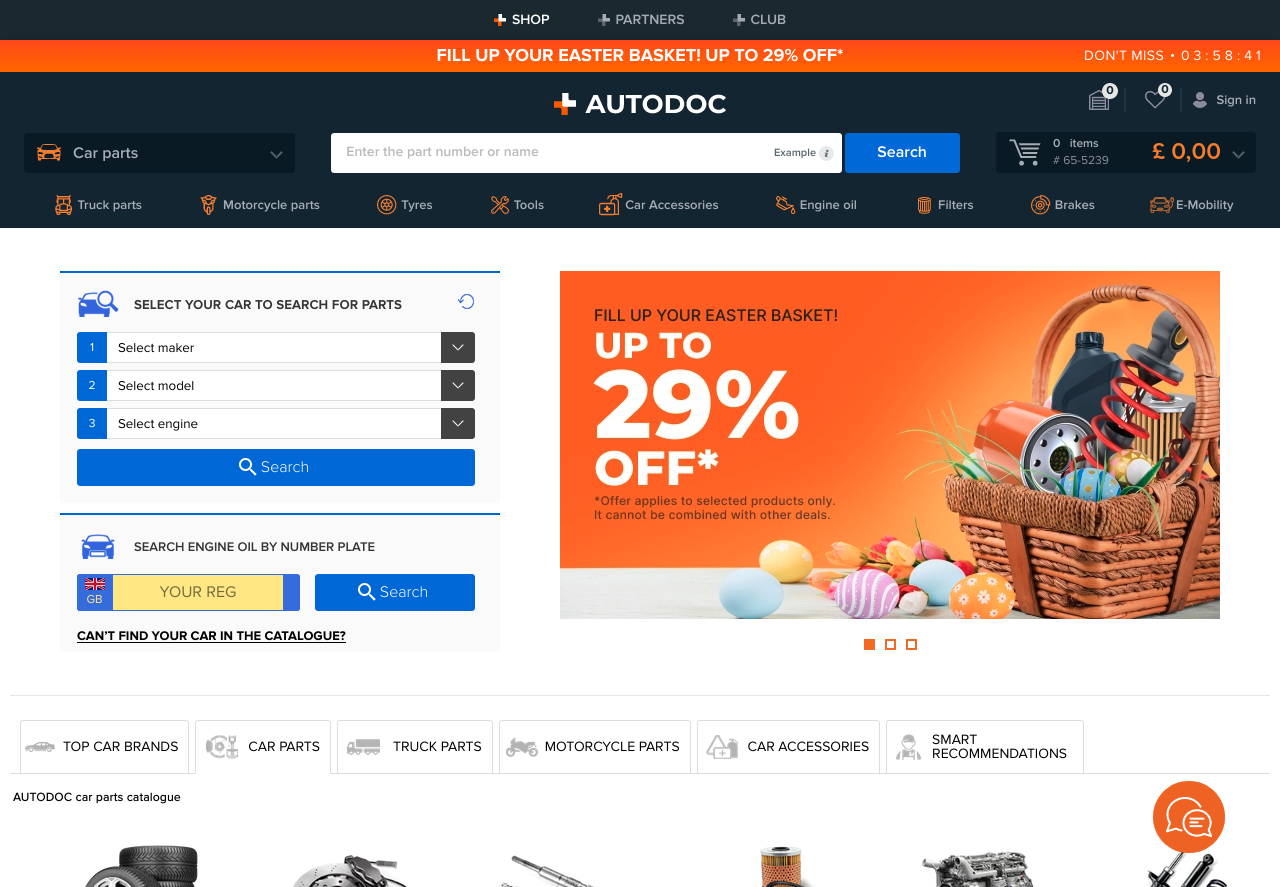 SHOP
PARTNERS
CLUB
FILL UP YOUR EASTER BASKET! UP TO 29% OFF*
DON'T MISS • 03:58:41
AUTODOC
0
0
Sign in
Car parts
Enter the part number or name
Example i
Search
0 items
# 65-5239
£ 0,00
Truck parts
Motorcycle parts
Tyres
Tools
Car Accessories
Engine oil
Filters
Brakes
E-Mobility
SELECT YOUR CAR TO SEARCH FOR PARTS
1 Select maker
2 Select model
3 Select engine
Search
SEARCH ENGINE OIL BY NUMBER PLATE
GB
YOUR REG
Search
CAN'T FIND YOUR CAR IN THE CATALOGUE?
FILL UP YOUR EASTER BASKET!
UP TO
29%
OFF*
*Offer applies to selected products only.
It cannot be combined with other deals.
TOP CAR BRANDS
CAR PARTS
TRUCK PARTS
MOTORCYCLE PARTS
CAR ACCESSORIES
SMART
RECOMMENDATIONS
AUTODOC car parts catalogue